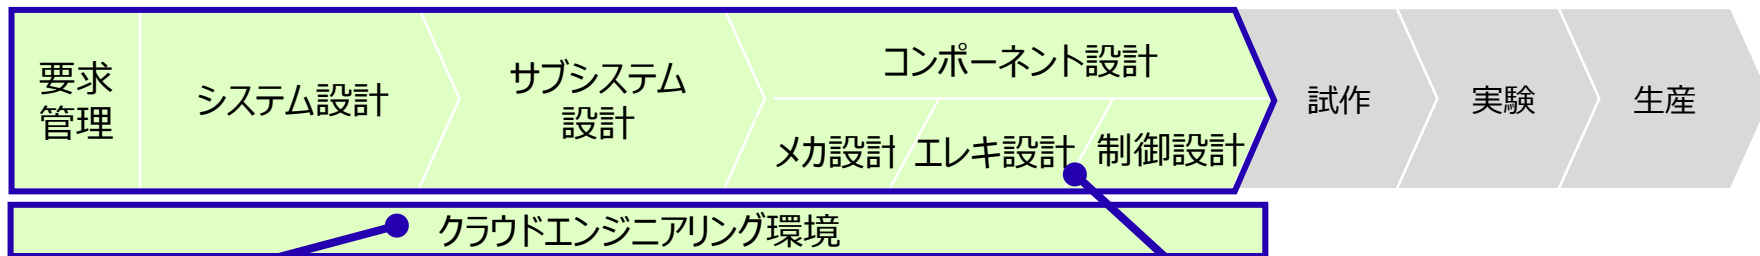 要求
管理
システム設計
サブシステム
設計
コンポーネント設計
メカ設計
エレキ設計
制御設計
試作
実験
生産
クラウドエンジニアリング環境